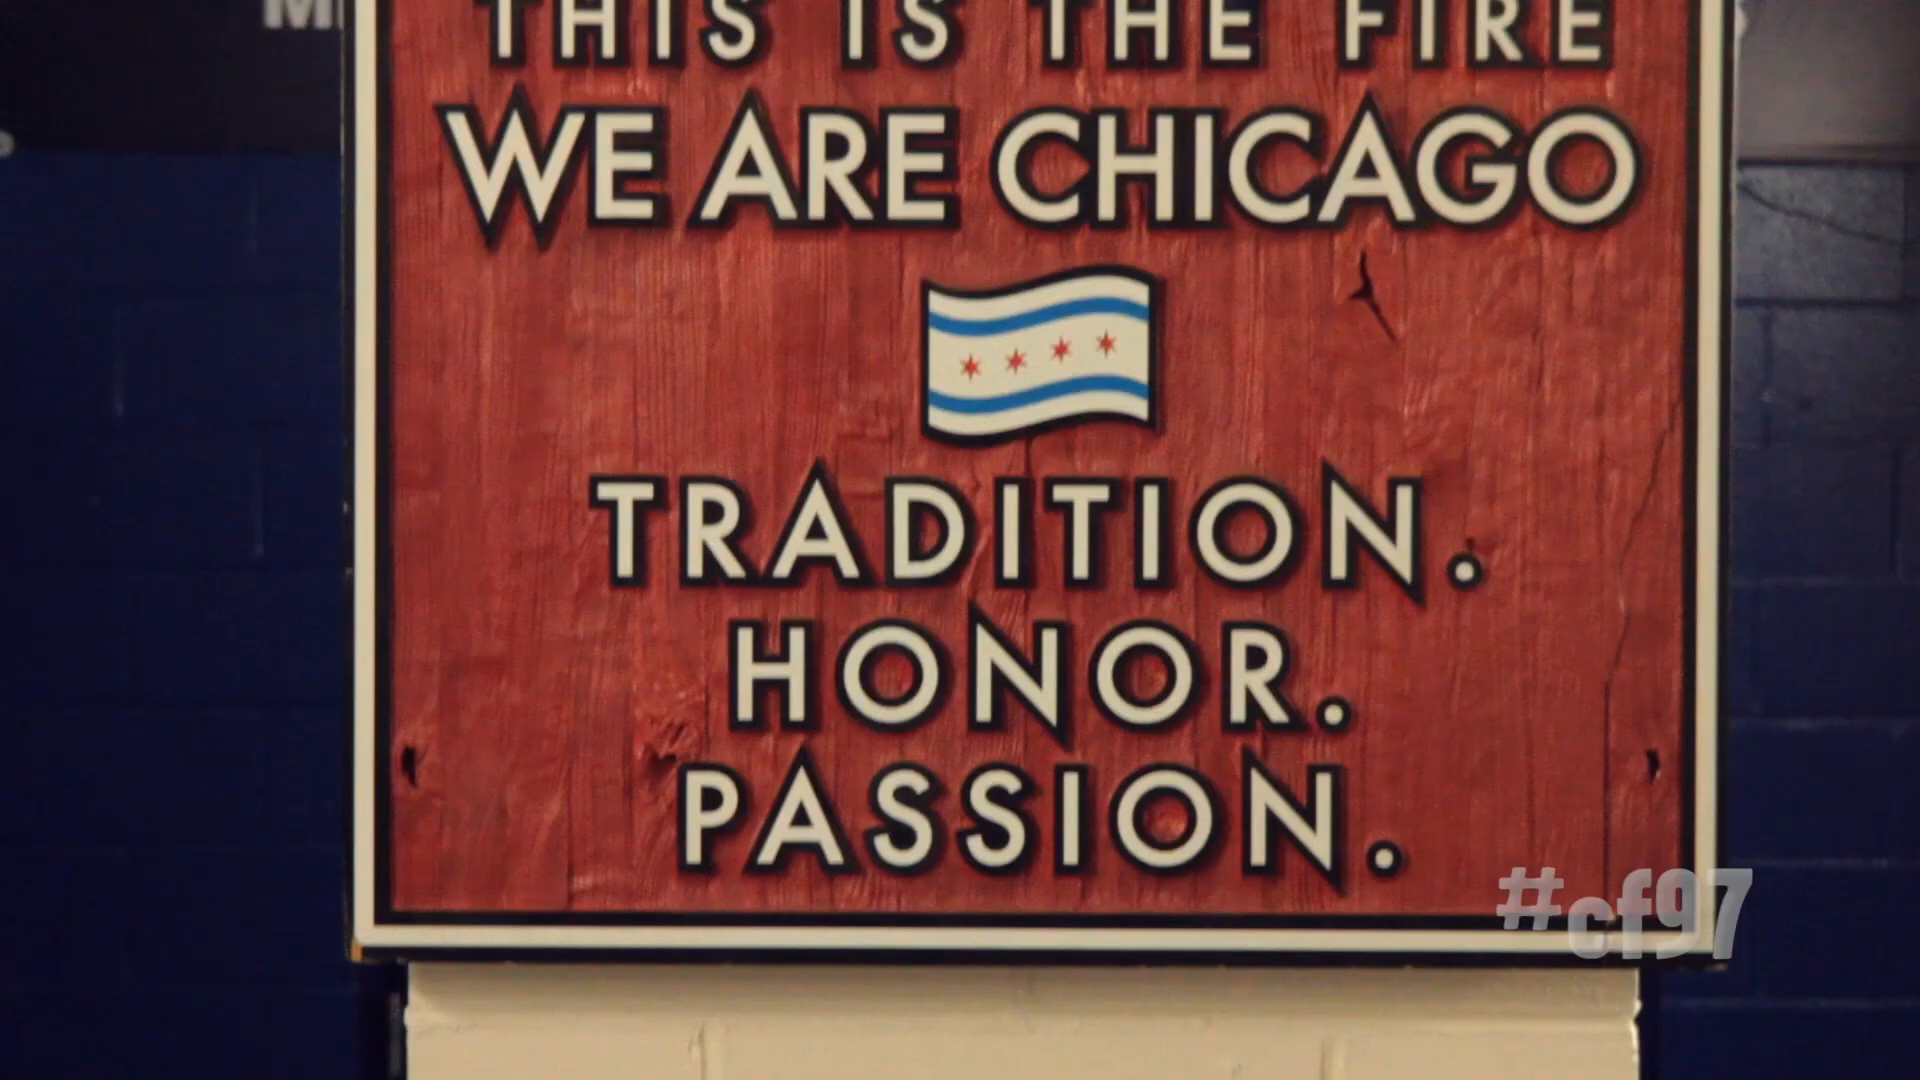 THIS IS THE FIRE
WE ARE CHICAGO
TRADITION.
HONOR.
PASSION.
#cf97